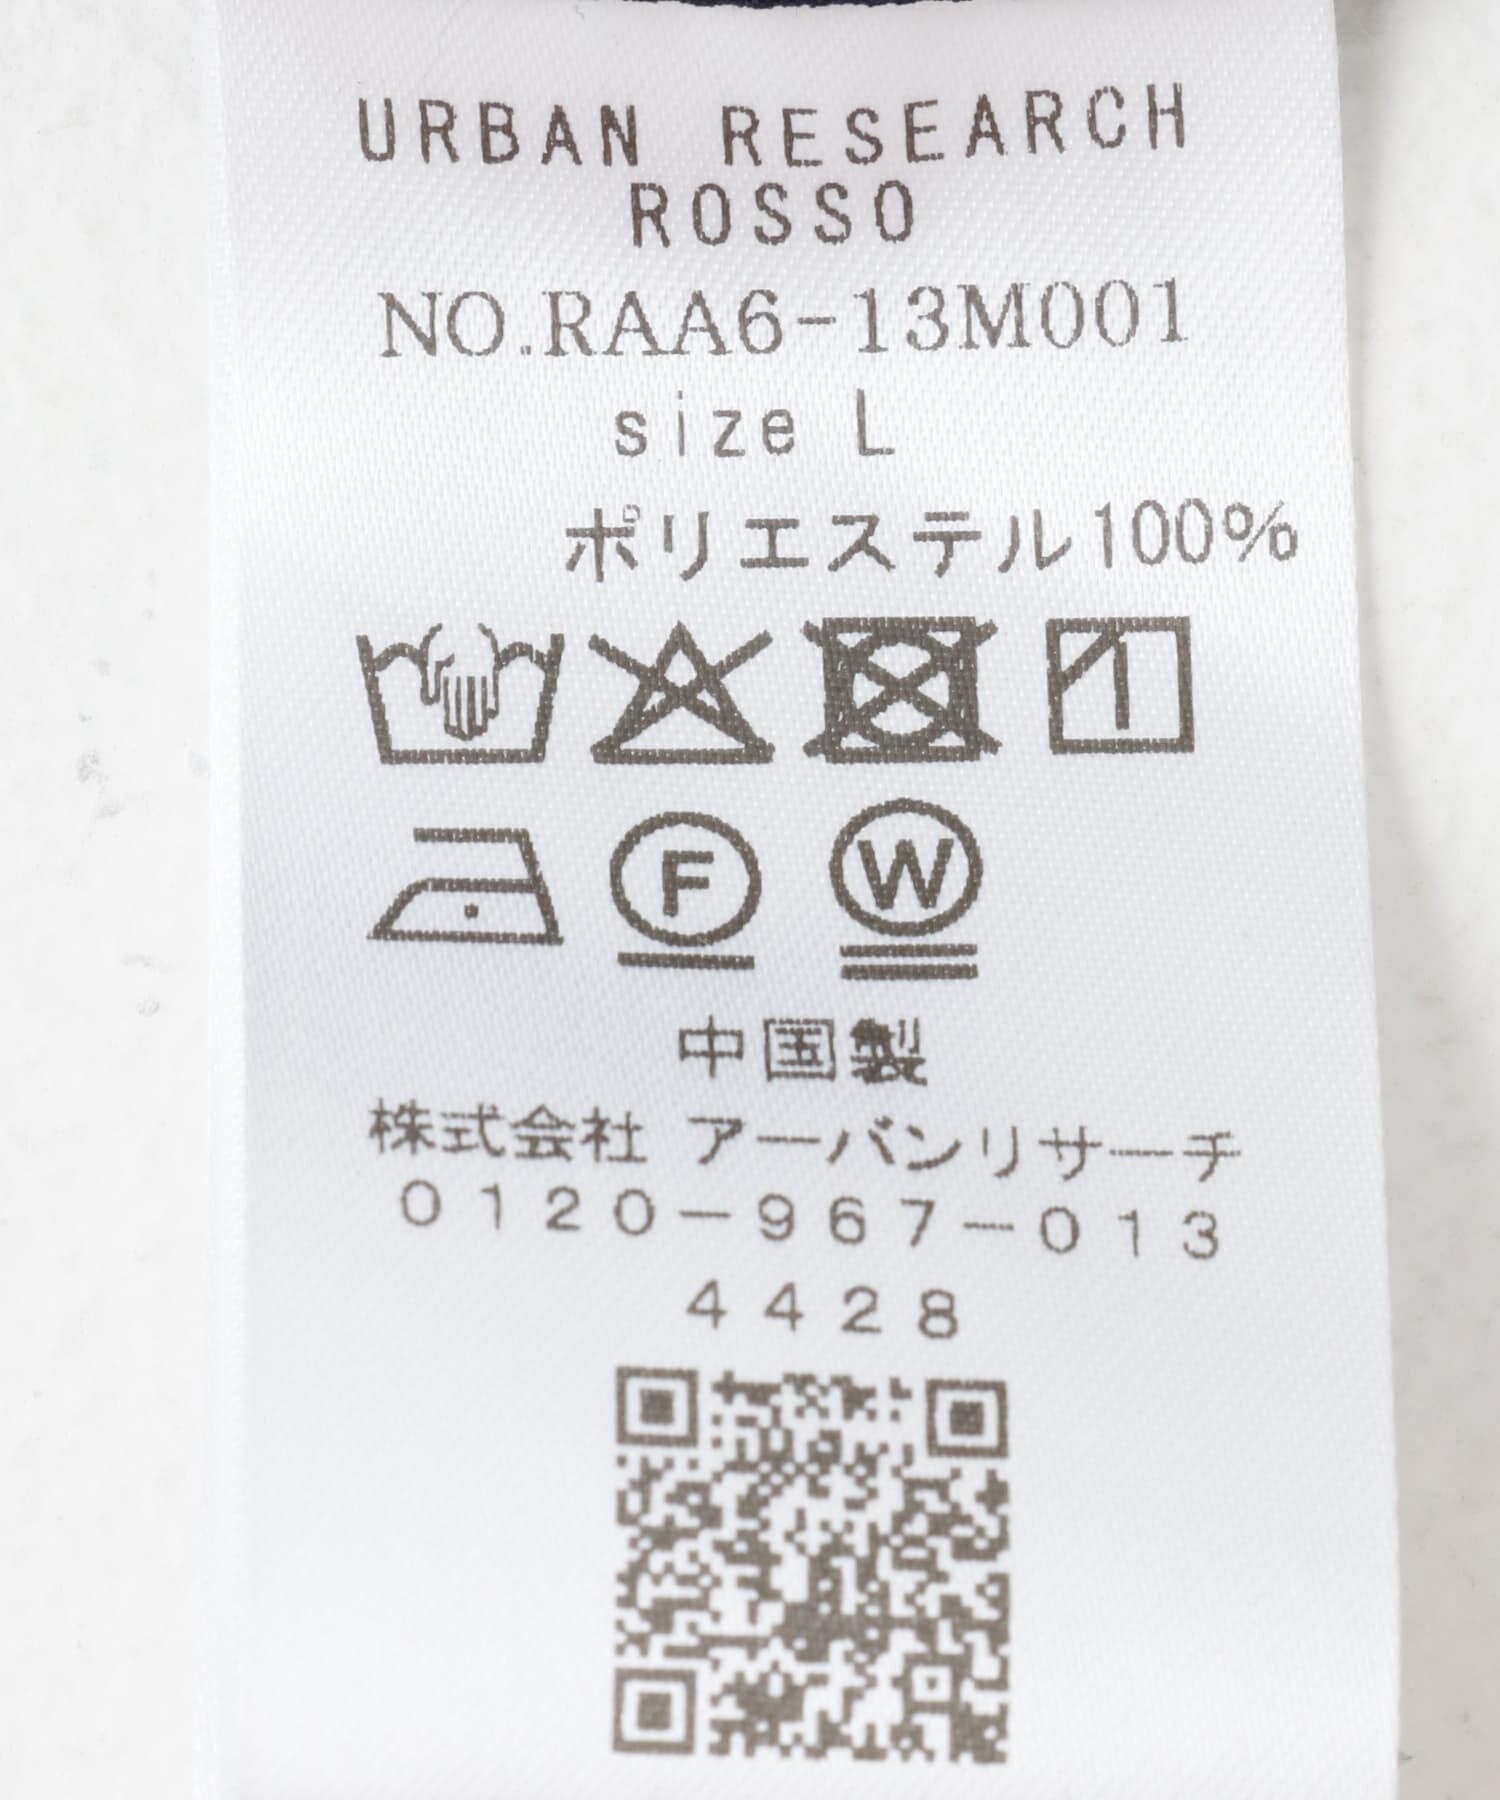 URBAN RESEARCH
ROSSO
NO.RAA6-13M001
size L
ポリエステル100%
F W
中国製
株式会社 アーバンリサーチ
0120-967-013
4428